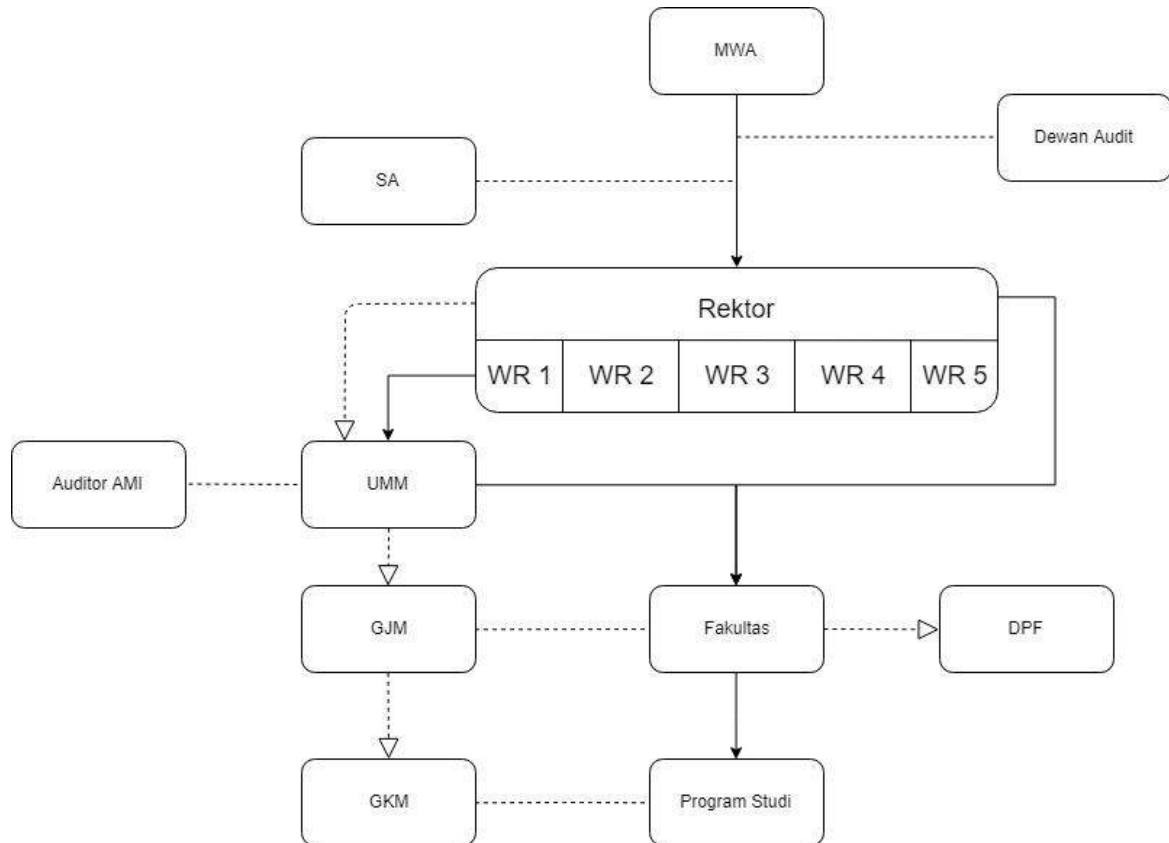 MWA
Dewan Audit
SA
Rektor
WR 1
WR 2
WR 3
WR 4
WR 5
Auditor AMI
UMM
GJM
Fakultas
DPF
GKM
Program Studi